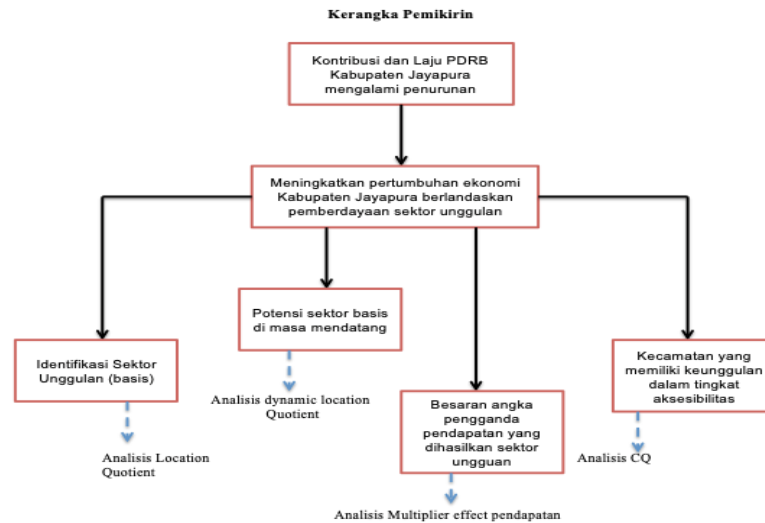 Kerangka Pemikirin
Kontribusi dan Laju PDRB
Kabupaten Jayapura
mengalami penurunan
Meningkatkan pertumbuhan ekonomi
Kabupaten Jayapura berlandaskan
pemberdayaan sektor unggulan
Identifikasi Sektor
Unggulan (basis)
Analisis Location
Quotient
Potensi sektor basis
di masa mendatang
Analisis dynamic location
Quotient
Besaran angka
pengganda
pendapatan yang
dihasilkan sektor
ungguan
Analisis Multiplier effect pendapatan
Kecamatan yang
memiliki keunggulan
dalam tingkat
aksesibilitas
Analisis CQ